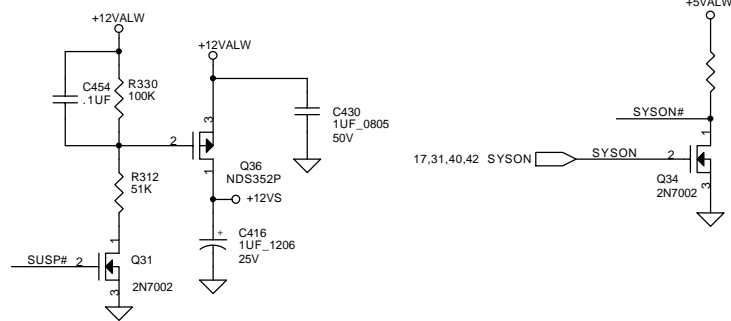 +12VALW
C454
.1UF
R330
100K
R312
51K
SUSP#
2
1
3
Q31
2N7002
+12VALW
3
2
1
Q36
NDS352P
+12VS
C430
1UF_0805
50V
+
C416
1UF_1206
25V
+5VALW
SYSON#
1
17,31,40,42 SYSON
SYSON
2
3
Q34
2N7002